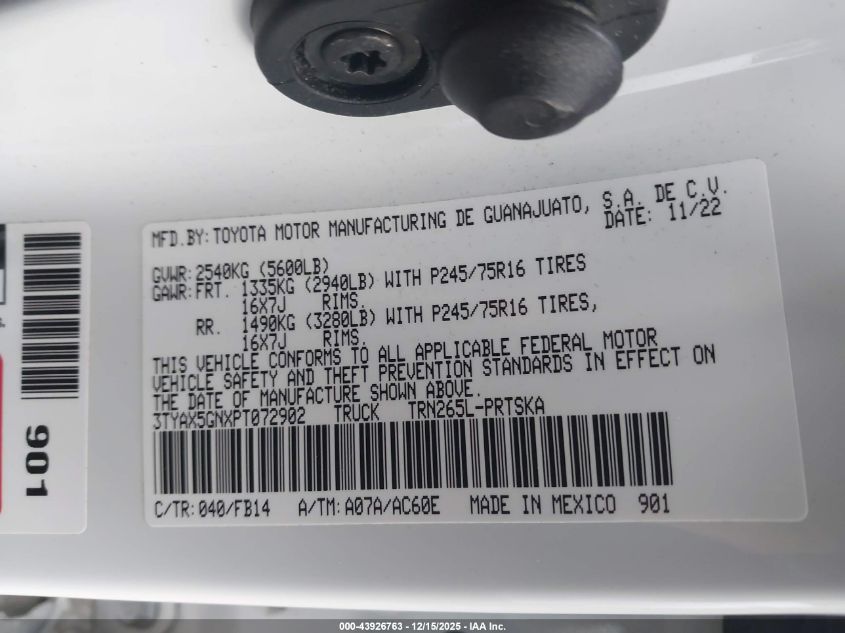 MFD.BY:TOYOTA MOTOR MANUFACTURING DE GUANAJUATO, S.A. DE C.V.
DATE: 11/22
GVWR:2540KG (5600LB)
GAWR:FRT. 1335KG (2940LB) WITH P245/75R16 TIRES
16X7J RIMS.
RR. 1490KG (3280LB) WITH P245/75R16 TIRES,
16X7J RIMS.
THIS VEHICLE CONFORMS TO ALL APPLICABLE FEDERAL MOTOR
VEHICLE SAFETY AND THEFT PREVENTION STANDARDS IN EFFECT ON
THE DATE OF MANUFACTURE SHOWN ABOVE.
3TYAX5GNXPT072902 TRUCK TRN265L-PRTSKA
C/TR:040/FB14 A/TM:A07A/AC60E MADE IN MEXICO 901
901
000-43926763 - 12/15/2025 - IAA Inc.